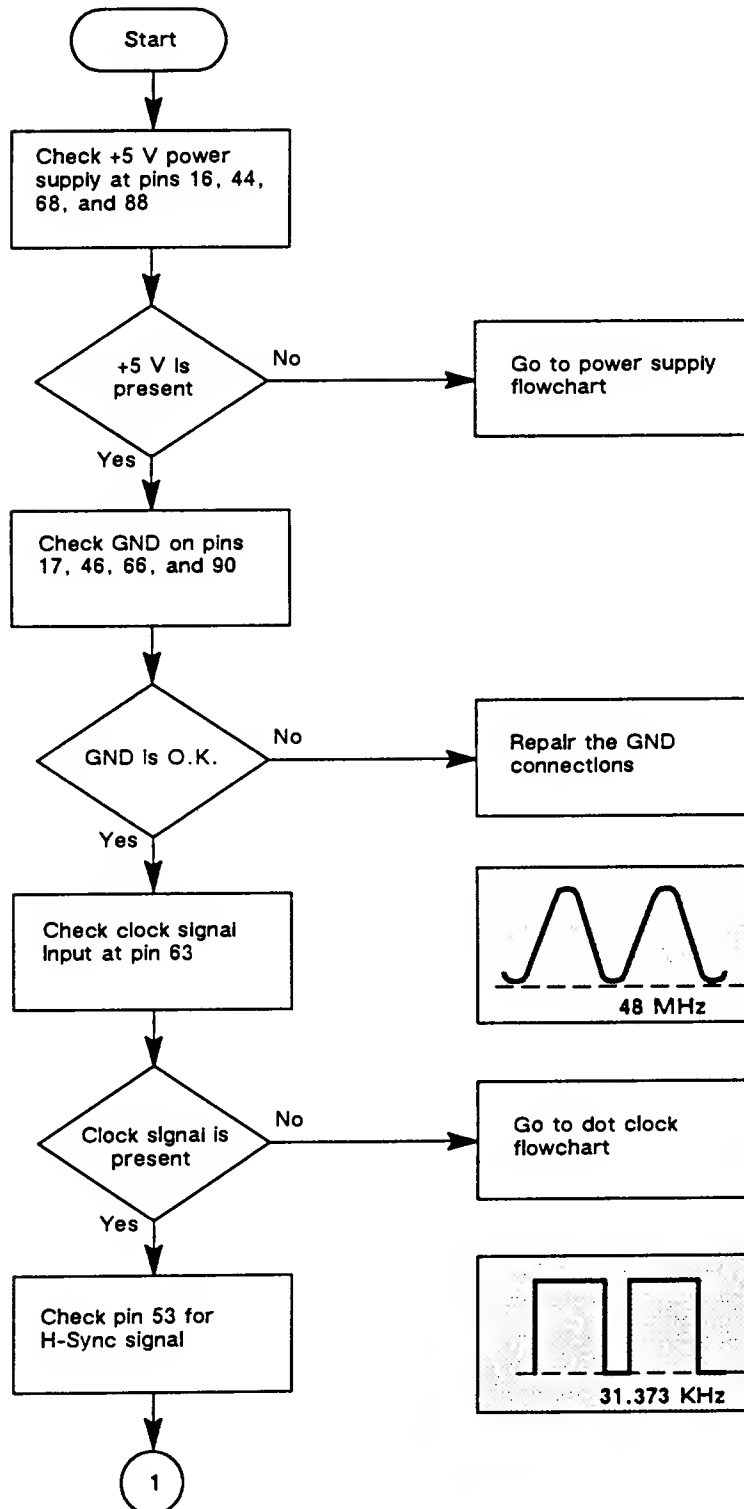 Start
Check +5 V power
supply at pins 16, 44,
68, and 88
+5 V is
present
No
Go to power supply
flowchart
Yes
Check GND on pins
17, 46, 66, and 90
GND is O.K.
No
Repair the GND
connections
Yes
Check clock signal
Input at pin 63
48 MHz
Clock signal is
present
No
Go to dot clock
flowchart
Yes
Check pin 53 for
H-Sync signal
31.373 KHz
1